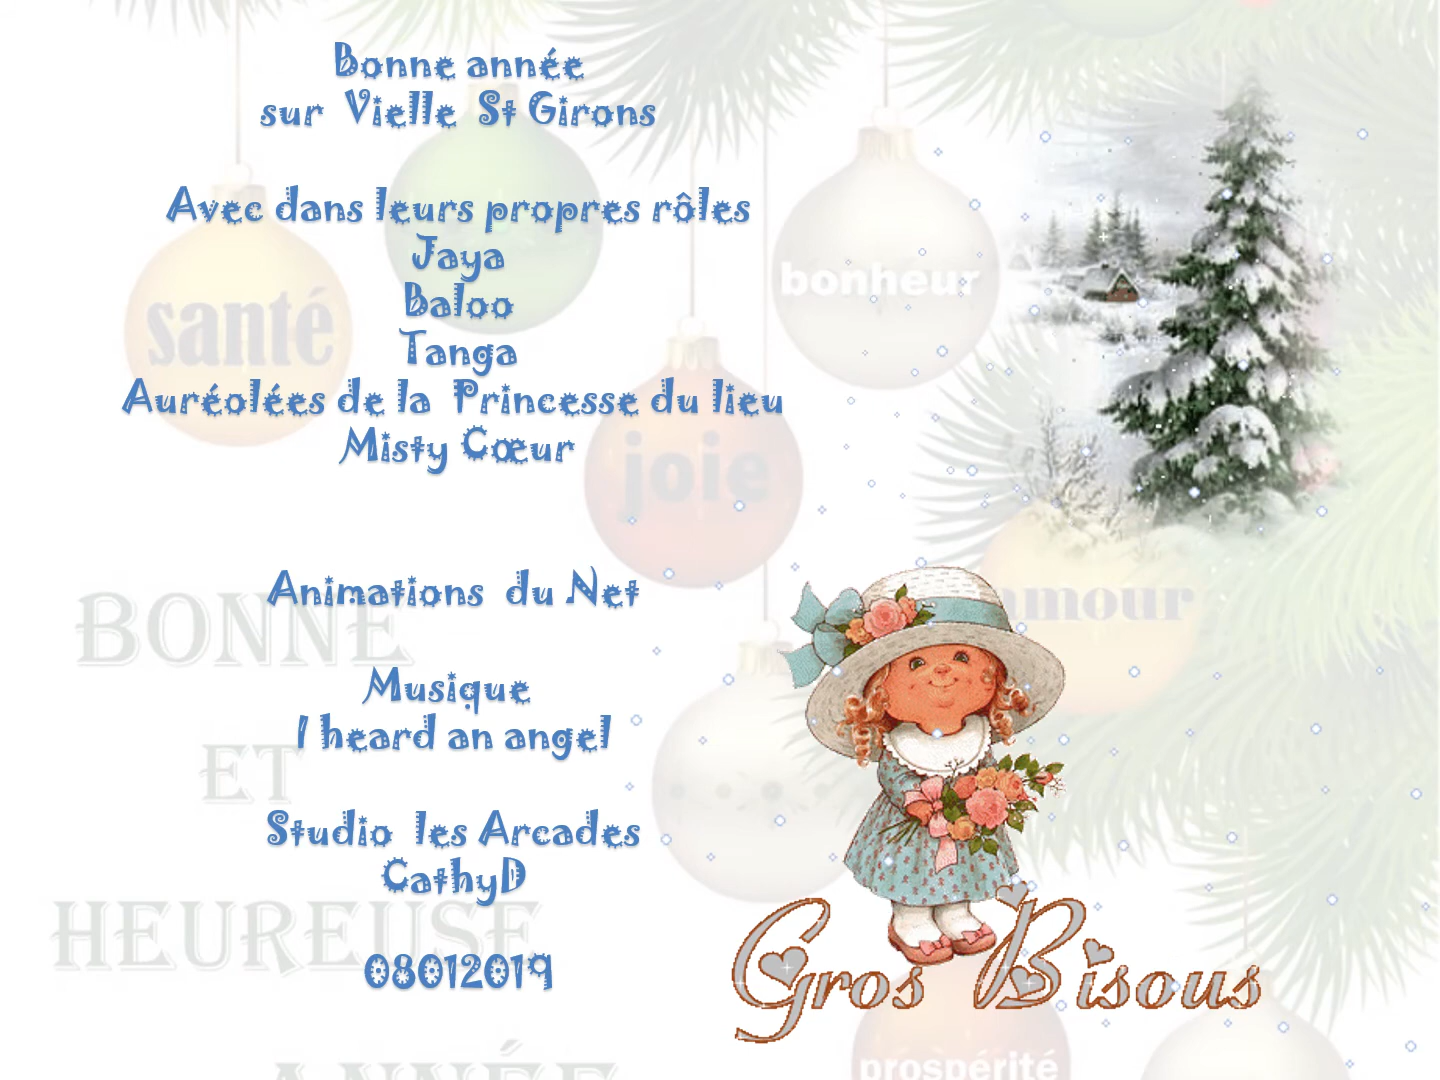 Bonne année
sur Vielle St Girons
Avec dans leurs propres rôles
Jaya
Baloo
Tanga
Auréolées de la Princesse du lieu
Misty Cœur
Animations du Net
Musique
I heard an angel
Studio les Arcades
CathyD
08012019
santé
bonheur
joie
amour
BONNE
ET
HEUREUSE
ANNÉE
Gros Bisous
prospérité